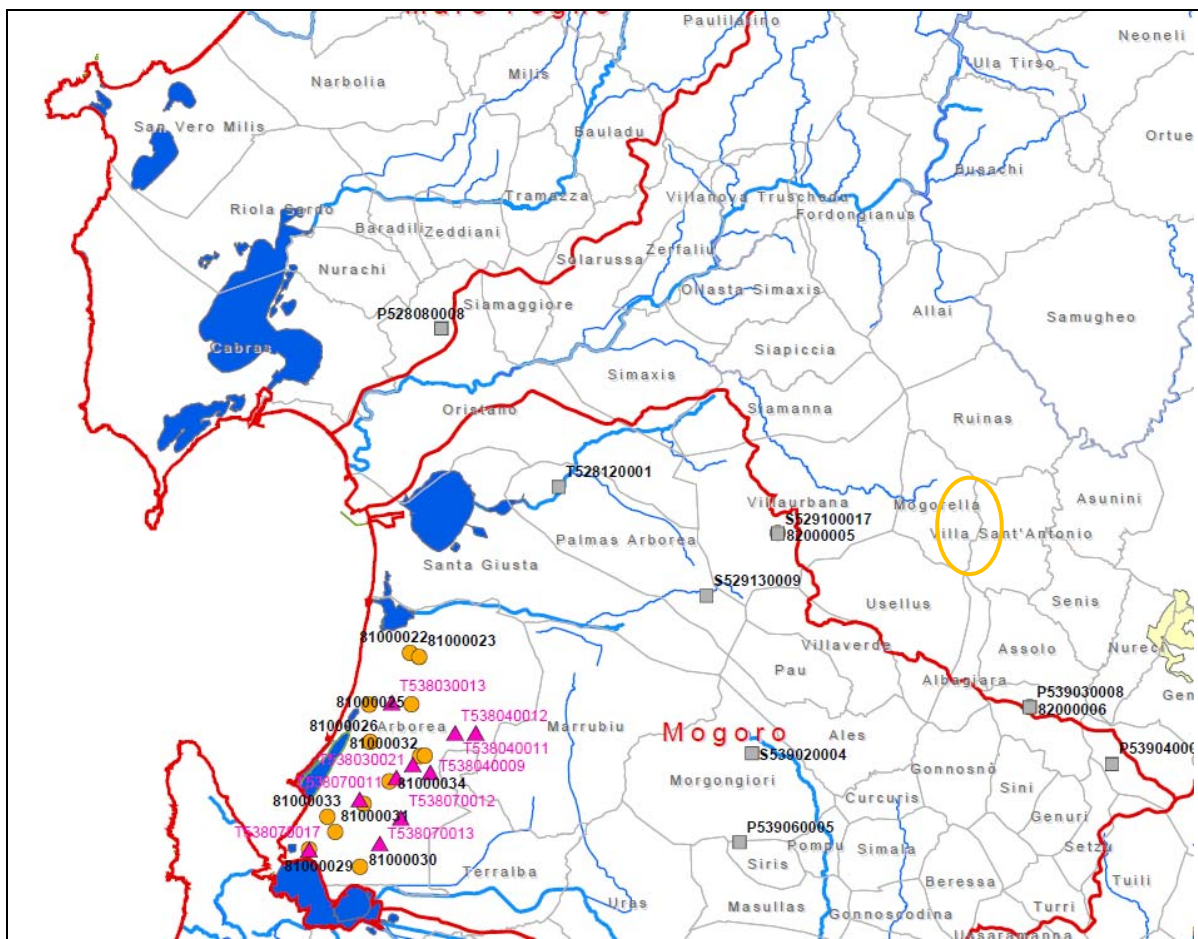 Paulilatino
Neoneli
Ula Tirso
Narbolia
Milis
San Vero Milis
Bauladu
Ortue
Busachi
Riola Sardo
Tramazza
Villanova Truschedu
Fordongianus
Baradili
Zeddiani
Zerfaliu
Nurachi
Solarussa
Ollasta Simaxis
Siamaggiore
P528080008
Allai
Samugheo
Cabras
Siapiccia
Simaxis
Oristano
Siamanna
Ruinas
T528120001
Villaurbana
Mogorella
Asunini
S529100017
82000005
Villa Sant'Antonio
Palmas Arborea
Santa Giusta
S529130009
Usellus
Senis
81000022
81000023
Villaverde
Assolo
Nureci
Pau
Albagiara
T538030013
P539030008
82000006
Gen
81000025
81000026
Arborea
T538040012
Marrubiu
Mogoro
Ales
81000032
T538040011
S539020004
P53904000
T538030021
T538040009
Gonnosnò
T538070011
81000034
Morgongiori
Sini
Curcuris
81000033
T538070012
Genuri
81000031
T538070017
T538070013
P539060005
Pompu
Simala
Setzu
81000029
81000030
Siris
Terralba
Beressa
Tuili
Uras
Masullas
Gonnoscodina
Turri
Ussaramanna